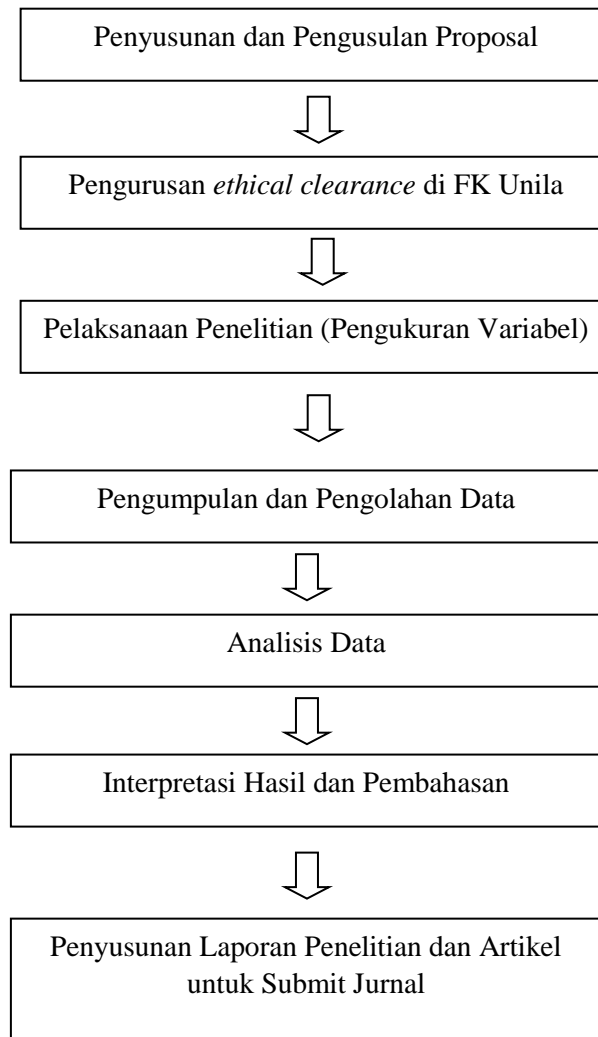 Penyusunan dan Pengusulan Proposal
Pengurusan ethical clearance di FK Unila
Pelaksanaan Penelitian (Pengukuran Variabel)
Pengumpulan dan Pengolahan Data
Analisis Data
Interpretasi Hasil dan Pembahasan
Penyusunan Laporan Penelitian dan Artikel
untuk Submit Jurnal